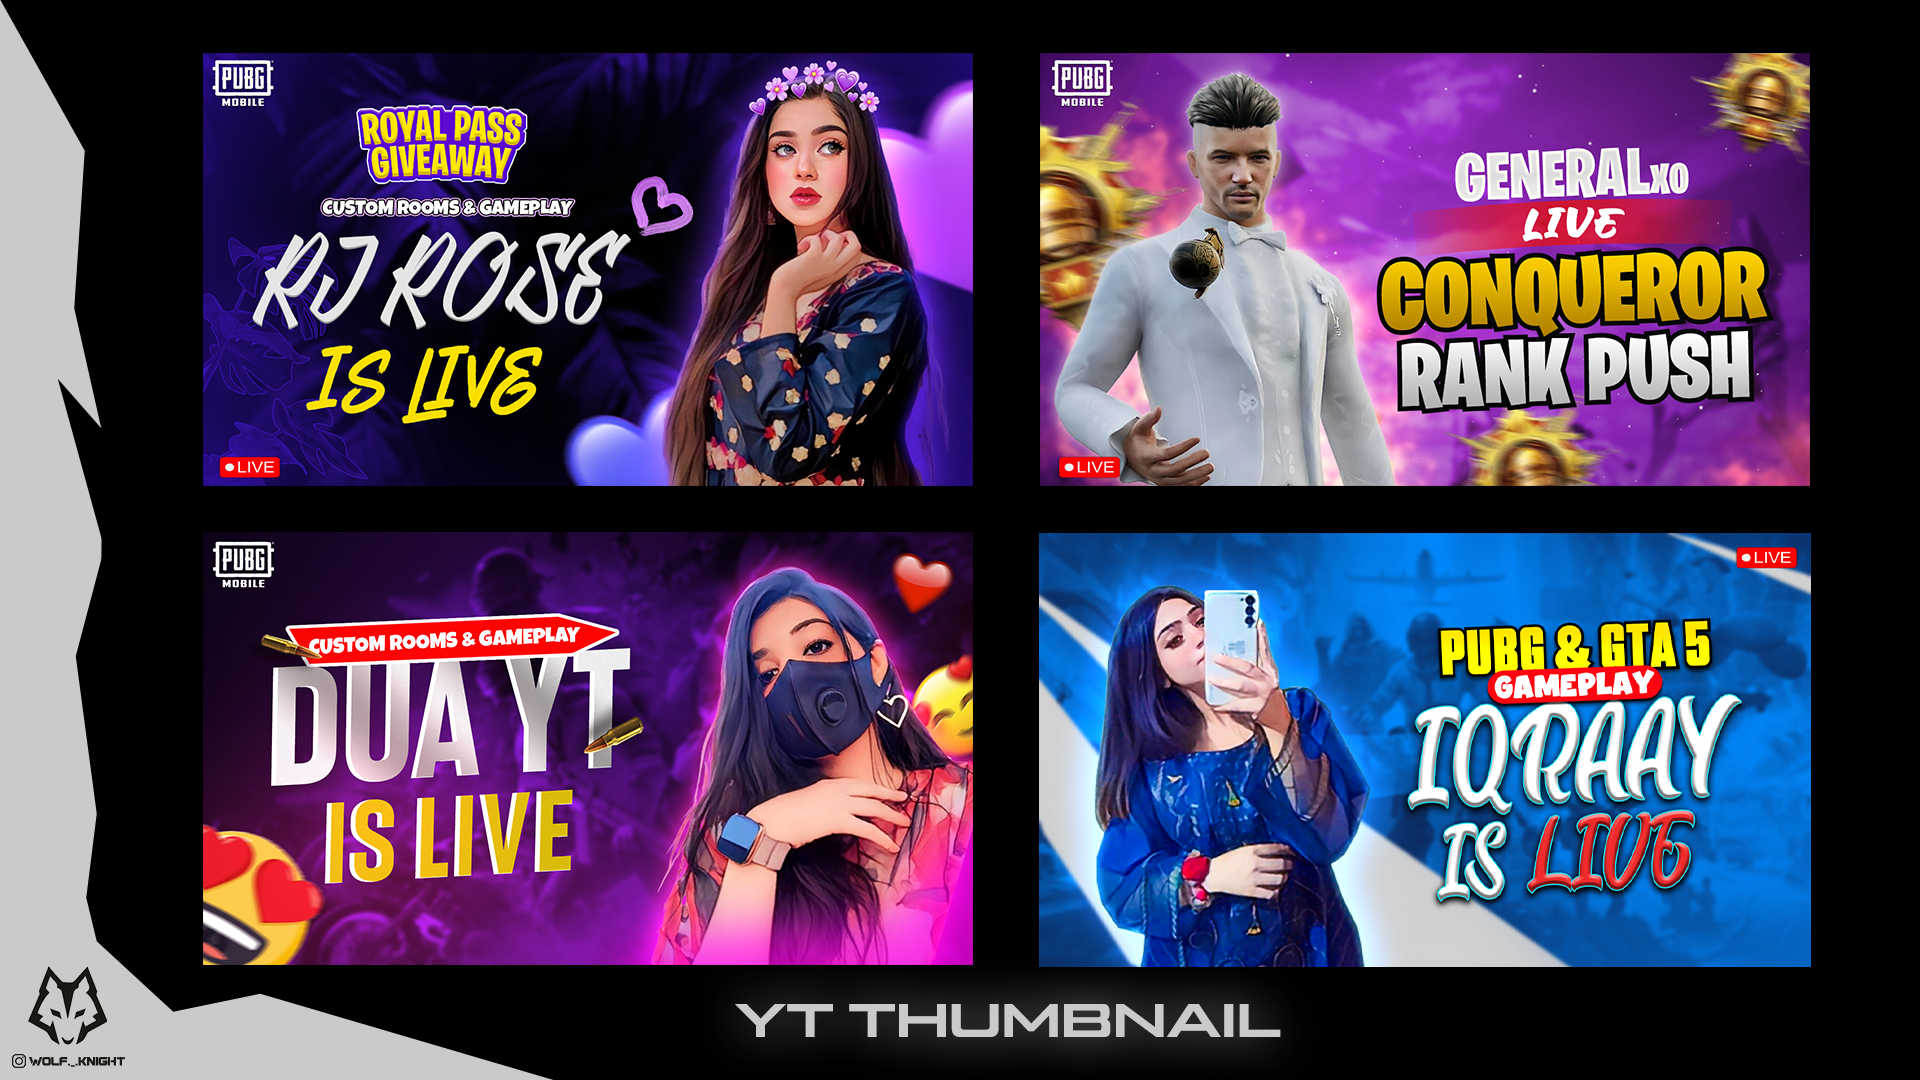 PUBG
MOBILE
ROYAL PASS
GIVEAWAY
CUSTOM ROOMS & GAMEPLAY
RJ ROSE
IS LIVE
LIVE
PUBG
MOBILE
GENERALXO
LIVE
CONQUEROR
RANK PUSH
LIVE
PUBG
MOBILE
CUSTOM ROOMS & GAMEPLAY
DUA YT
IS LIVE
LIVE
PUBG & GTA 5
GAMEPLAY
IQRAAY
IS LIVE
YT THUMBNAIL
WOLF._.KNIGHT